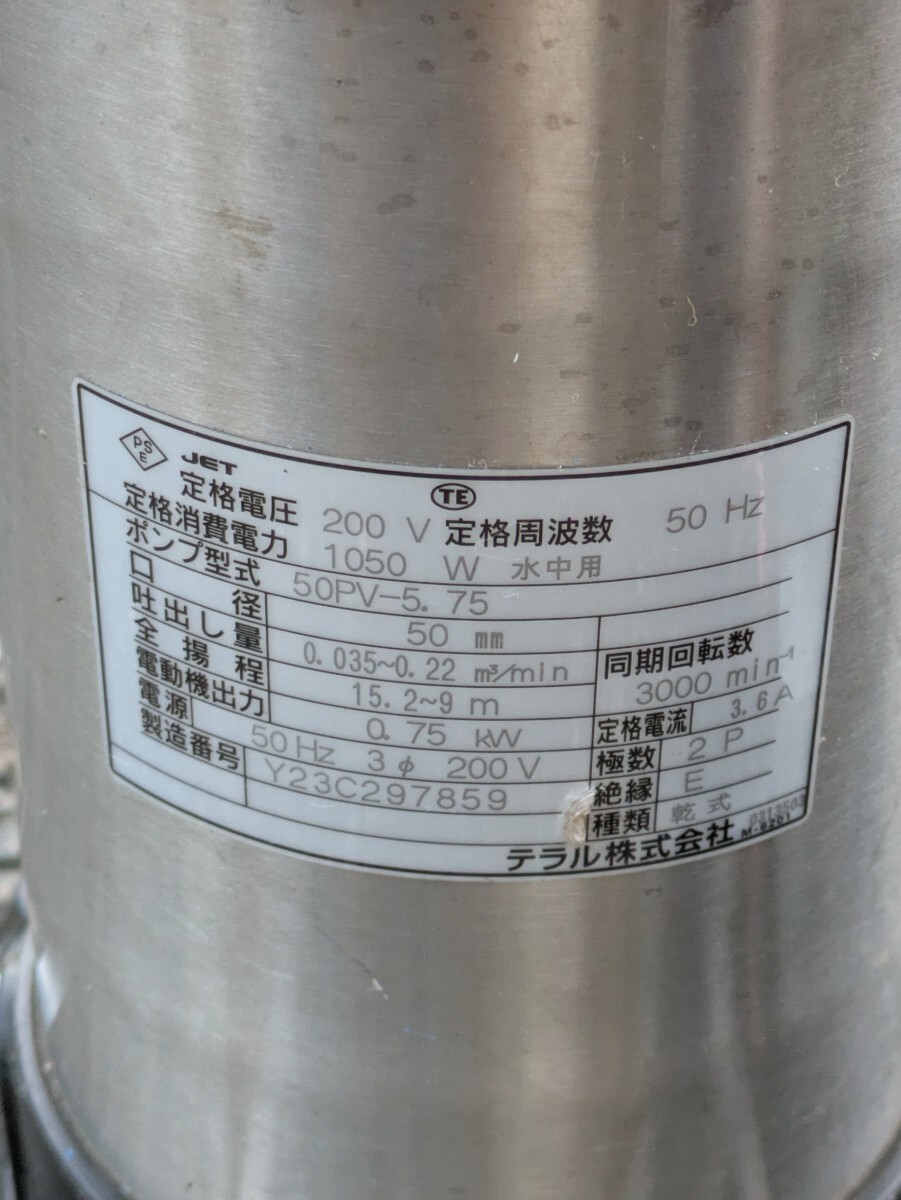 PS
E
JET
TE
定格電圧 200 V 定格周波数 50 Hz
定格消費電力 1050 W 水中用
ポンプ型式 50PV-5.75
口径 50 mm
吐出し量 0.035~0.22 m³/min
同期回転数
3000 min⁻¹
全揚程 15.2~9 m
定格電流 3.6A
電動機出力 0.75 kW
極数 2 P
電源 50Hz 3φ 200V
絶縁 E
製造番号 Y23C297859
種類 乾式
テラル株式会社
M-6201